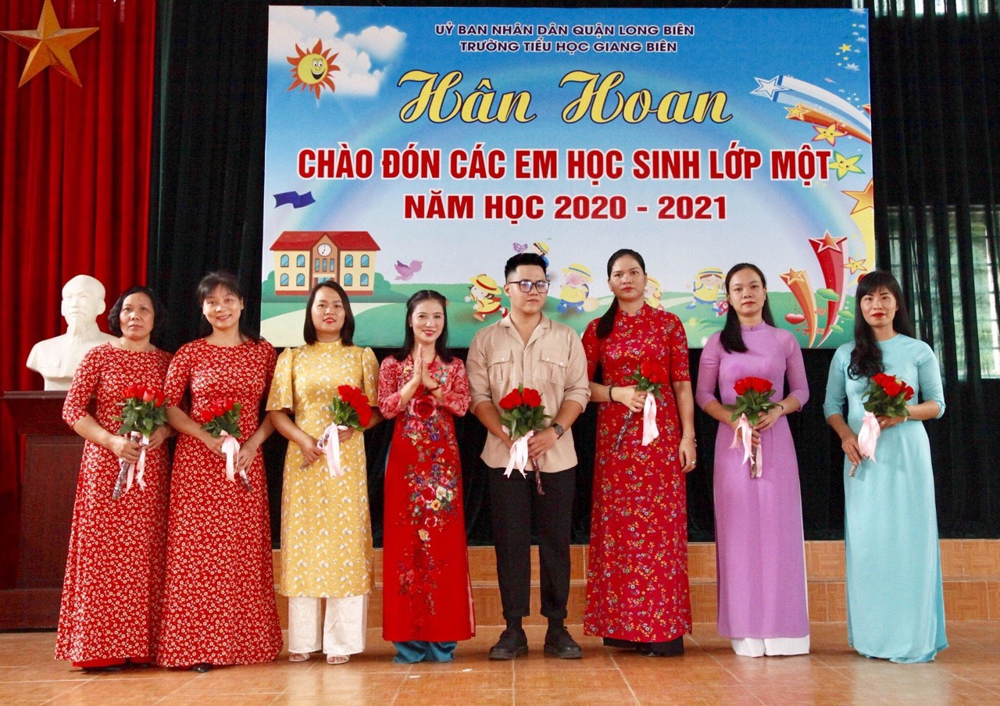 UỶ BAN NHÂN DÂN QUẬN LONG BIÊN
TRƯỜNG TIỂU HỌC GIANG BIÊN
Hân Hoan
CHÀO ĐÓN CÁC EM HỌC SINH LỚP MỘT
NĂM HỌC 2020 - 2021